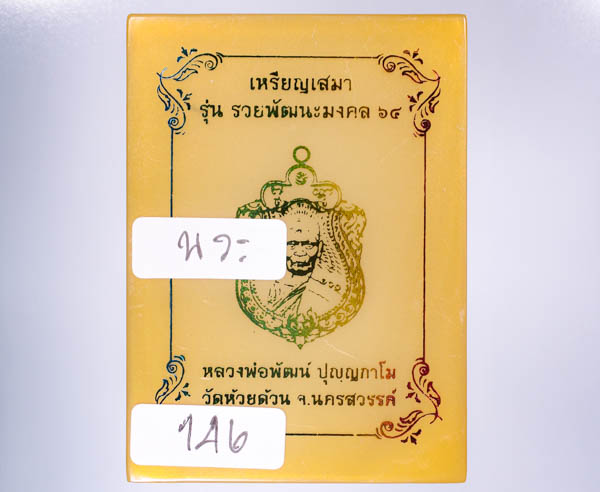 เหรียญเสมา
รุ่น รวยพัฒนะมงคล ๖๔
นวะ
หลวงพ่อพัฒน์ ปุญฺญกาโม
วัดห้วยด้วน จ.นครสวรรค์
146